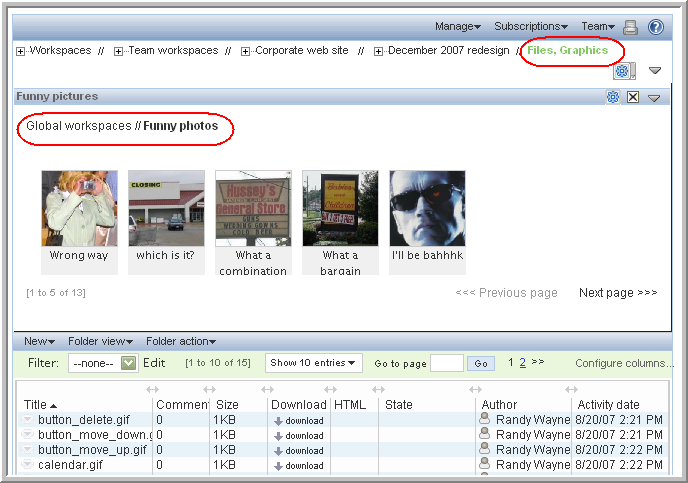 Manage Subscriptions Team
Workspaces // Team workspaces // Corporate web site // December 2007 redesign // Files, Graphics
Funny pictures
Global workspaces // Funny photos
CLOSING
Hussey's
General Store
GUNS
WEDDING GOWNS
COLD BEER
Wrong way
which is it?
What a combination
What a bargain
I'll be bahhhk
[1 to 5 of 13] <<< Previous page Next page >>>
New Folder view Folder action
Filter: --none-- Edit [1 to 10 of 15] Show 10 entries Go to page Go 1 2 >> Configure columns...
Title Comment Size Download HTML State Author Activity date
button_delete.gif 0 1KB download Randy Wayne 8/20/07 2:21 PM
button_move_down.g 0 1KB download Randy Wayne 8/20/07 2:21 PM
button_move_up.gif 0 1KB download Randy Wayne 8/20/07 2:22 PM
calendar.gif 0 1KB download Randy Wayne 8/20/07 2:22 PM